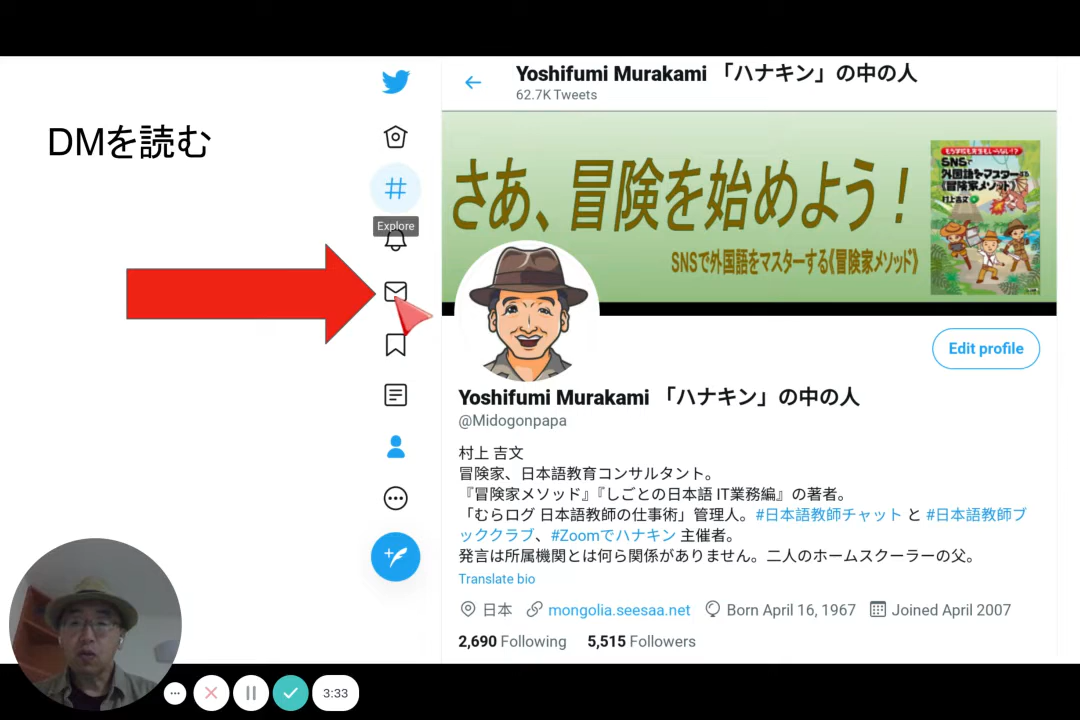 DMを読む
Explore
Yoshifumi Murakami 「ハナキン」の中の人
62.7K Tweets
さあ、冒険を始めよう！
SNSで外国語をマスターする《冒険家メソッド》
もう学校も先生もいらない!?
SNSで
外国語をマスターする
《冒険家メソッド》
村上吉文
Edit profile
Yoshifumi Murakami 「ハナキン」の中の人
@Midogonpapa
村上 吉文
冒険家、日本語教育コンサルタント。
『冒険家メソッド』『しごとの日本語 IT業務編』の著者。
「むらログ 日本語教師の仕事術」管理人。#日本語教師チャット と #日本語教師ブ
ッククラブ、#Zoomでハナキン 主催者。
発言は所属機関とは何ら関係がありません。二人のホームスクーラーの父。
Translate bio
日本 mongolia.seesaa.net Born April 16, 1967 Joined April 2007
2,690 Following 5,515 Followers
3:33